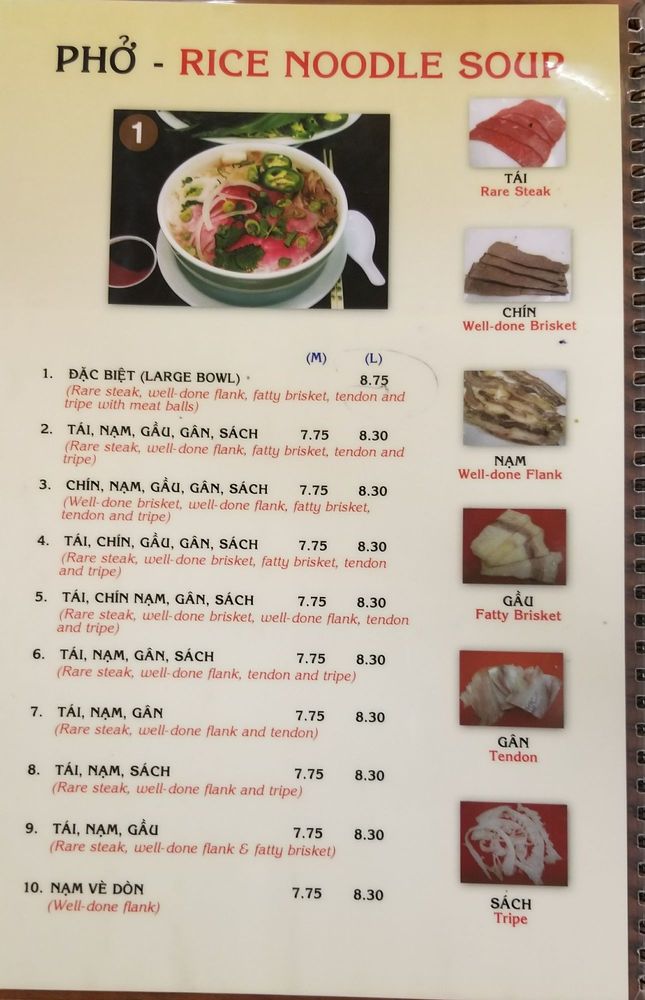 PHỞ - RICE NOODLE SOUP
1
TÁI
Rare Steak
CHÍN
Well-done Brisket
NẠM
Well-done Flank
GẦU
Fatty Brisket
GÂN
Tendon
SÁCH
Tripe
(M) (L)
1. ĐẶC BIỆT (LARGE BOWL) 8.75
(Rare steak, well-done flank, fatty brisket, tendon and
tripe with meat balls)
2. TÁI, NẠM, GẦU, GÂN, SÁCH 7.75 8.30
(Rare steak, well-done flank, fatty brisket, tendon and
tripe)
3. CHÍN, NẠM, GẦU, GÂN, SÁCH 7.75 8.30
(Well-done brisket, well-done flank, fatty brisket,
tendon and tripe)
4. TÁI, CHÍN, GẦU, GÂN, SÁCH 7.75 8.30
(Rare steak, well-done brisket, fatty brisket, tendon
and tripe)
5. TÁI, CHÍN NẠM, GÂN, SÁCH 7.75 8.30
(Rare steak, well-done brisket, well-done flank, tendon
and tripe)
6. TÁI, NẠM, GÂN, SÁCH 7.75 8.30
(Rare steak, well-done flank, tendon and tripe)
7. TÁI, NẠM, GÂN 7.75 8.30
(Rare steak, well-done flank and tendon)
8. TÁI, NẠM, SÁCH 7.75 8.30
(Rare steak, well-done flank and tripe)
9. TÁI, NẠM, GẦU 7.75 8.30
(Rare steak, well-done flank & fatty brisket)
10. NẠM VÈ DÒN 7.75 8.30
(Well-done flank)